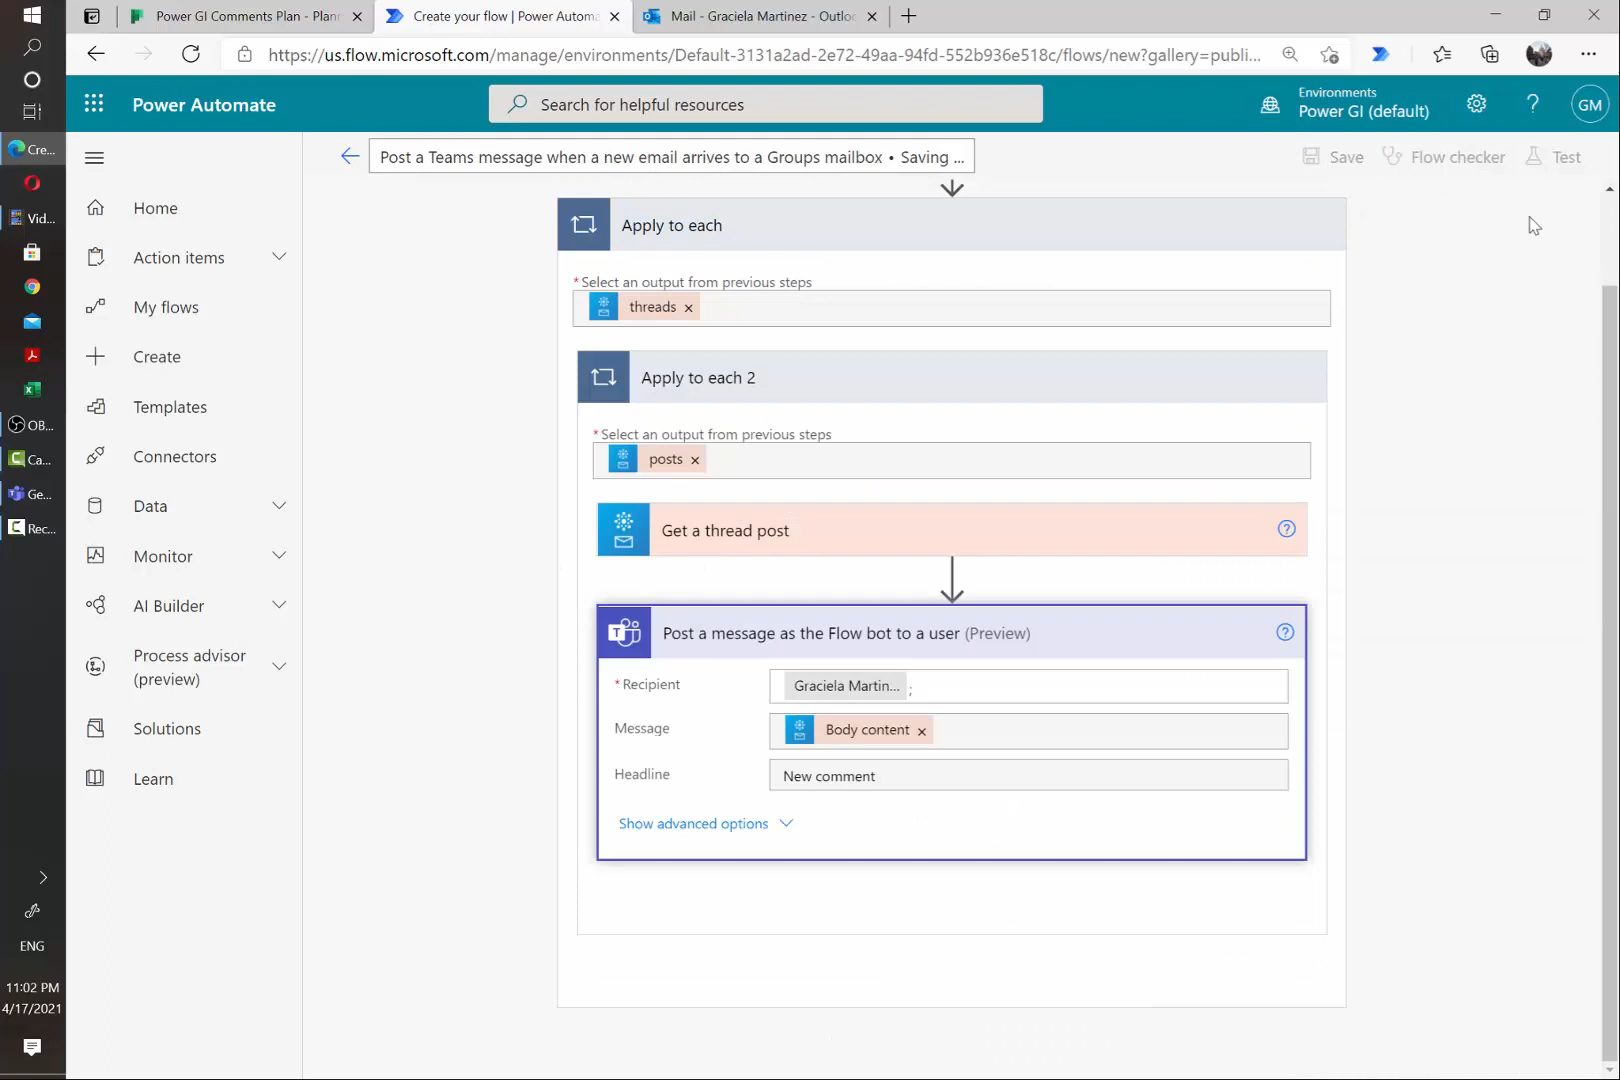 Power GI Comments Plan - Plann
Create your flow | Power Automa
Mail - Graciela Martinez - Outlo
https://us.flow.microsoft.com/manage/environments/Default-3131a2ad-2e72-49aa-94fd-552b936e518c/flows/new?gallery=publi...
Power Automate
Search for helpful resources
Environments
Power GI (default)
GM
Post a Teams message when a new email arrives to a Groups mailbox • Saving ...
Save
Flow checker
Test
Cre...
Vid...
OB...
Ca...
Ge...
Rec...
ENG
11:02 PM
4/17/2021
Home
Action items
My flows
Create
Templates
Connectors
Data
Monitor
AI Builder
Process advisor
(preview)
Solutions
Learn
Apply to each
* Select an output from previous steps
threads
Apply to each 2
* Select an output from previous steps
posts
Get a thread post
Post a message as the Flow bot to a user (Preview)
* Recipient
Graciela Martin... ;
Message
Body content
Headline
New comment
Show advanced options